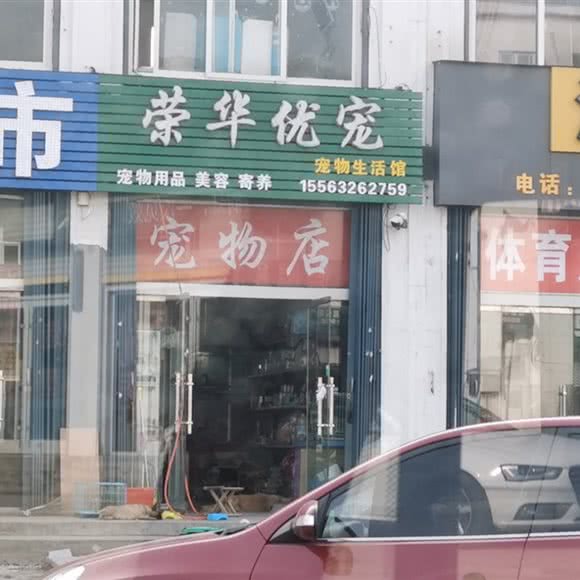 市
荣华优宠
宠物生活馆
宠物用品 美容 寄养 15563262759
宠物店
电话:
体育